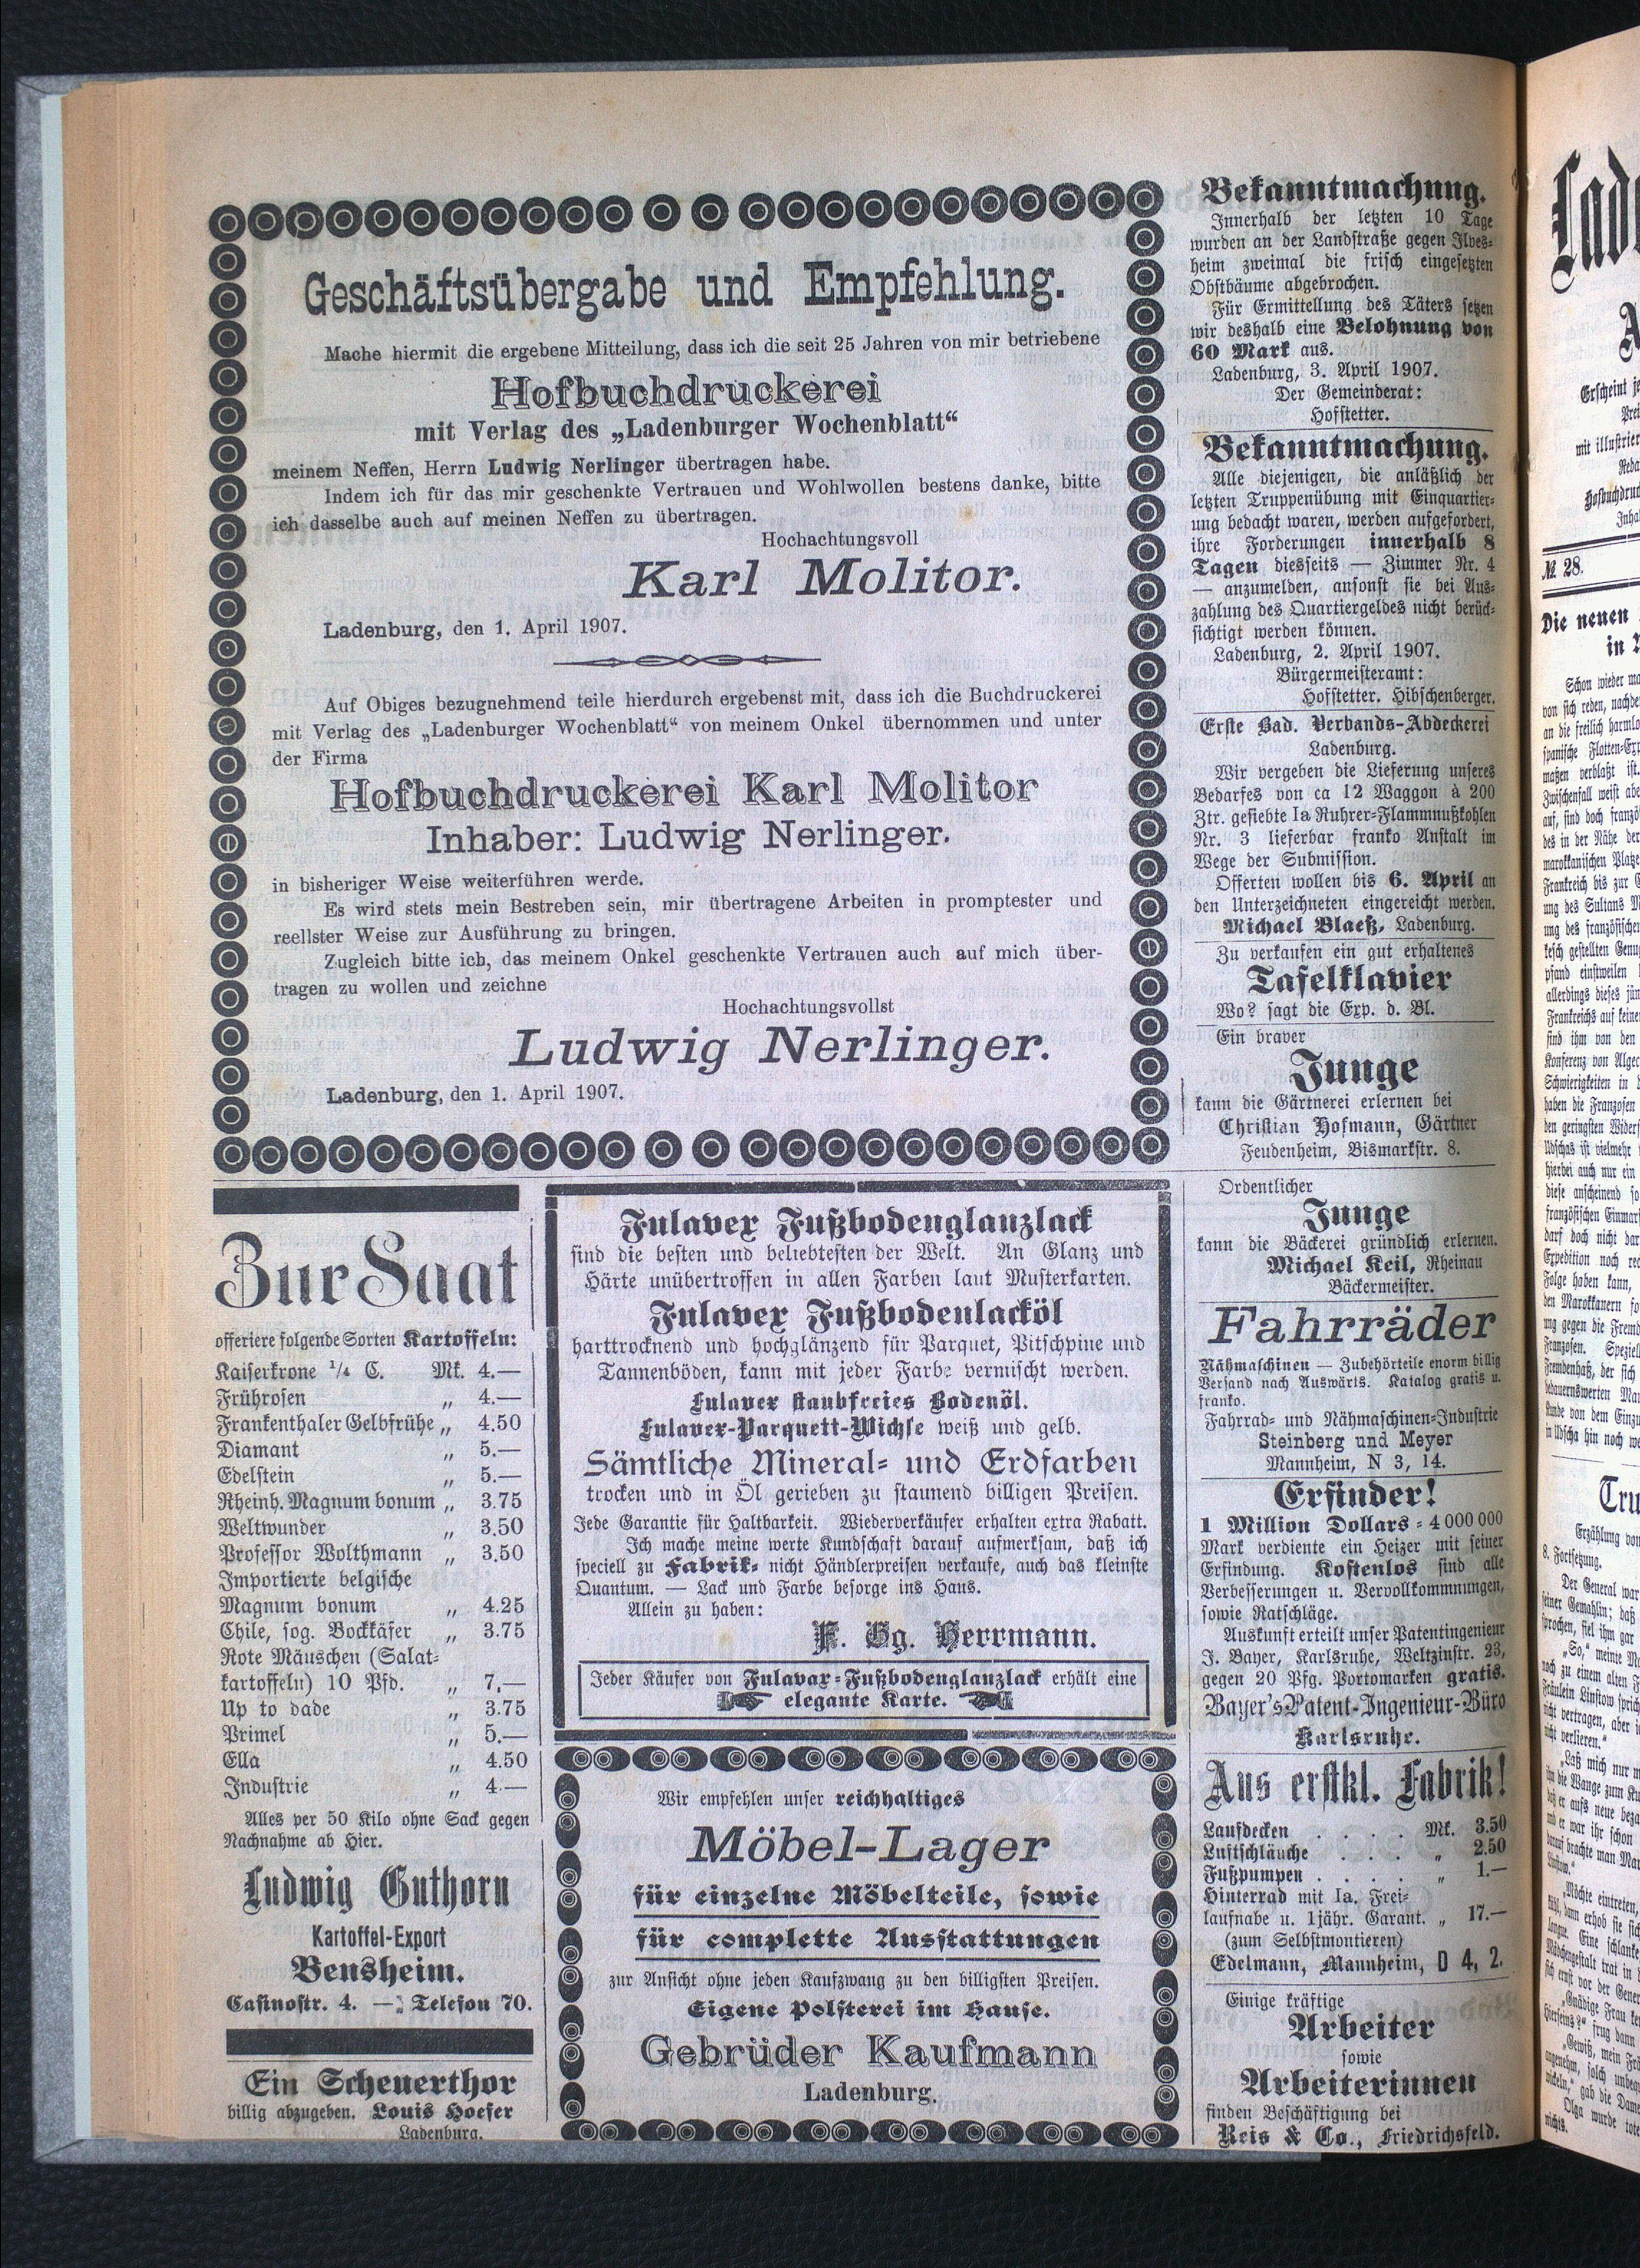 Geschäftsübergabe und Empfehlung.
Mache hiermit die ergebene Mitteilung, dass ich die seit 25 Jahren von mir betriebene
Hofbuchdruckerei
mit Verlag des „Ladenburger Wochenblatt“
meinem Neffen, Herrn Ludwig Nerlinger übertragen habe.
Indem ich für das mir geschenkte Vertrauen und Wohlwollen bestens danke, bitte
ich dasselbe auch auf meinen Neffen zu übertragen.
Hochachtungsvoll
Karl Molitor.
Ladenburg, den 1. April 1907.
Auf Obiges bezugnehmend teile hierdurch ergebenst mit, dass ich die Buchdruckerei
mit Verlag des „Ladenburger Wochenblatt“ von meinem Onkel übernommen und unter
der Firma
Hofbuchdruckerei Karl Molitor
Inhaber: Ludwig Nerlinger.
in bisheriger Weise weiterführen werde.
Es wird stets mein Bestreben sein, mir übertragene Arbeiten in promptester und
reellster Weise zur Ausführung zu bringen.
Zugleich bitte ich, das meinem Onkel geschenkte Vertrauen auch auf mich über-
tragen zu wollen und zeichne
Hochachtungsvollst
Ludwig Nerlinger.
Ladenburg, den 1. April 1907.
Zur Saat
offeriere folgende Sorten Kartoffeln:
Kaiserkrone 1/4 C. Mk. 4.—
Frührosen „ 4.—
Frankenthaler Gelbfrühe „ 4.50
Diamant „ 5.—
Edelstein „ 5.—
Rheinh. Magnum bonum „ 3.75
Weltwunder „ 3.50
Professor Wolthmann „ 3.50
Importierte belgische
Magnum bonum „ 4.25
Chile, sog. Bockkäfer „ 3.75
Rote Mäuschen (Salat-
kartoffeln) 10 Pfd. „ 7,—
Up to dade „ 3.75
Primel „ 5.—
Ella „ 4.50
Industrie „ 4.—
Alles per 50 Kilo ohne Sack gegen
Nachnahme ab Hier.
Ludwig Guthorn
Kartoffel-Export
Bensheim.
Casinostr. 4. — Telefon 70.
Ein Scheuerthor
billig abzugeben. Louis Hoefer
Ladenburg.
Fulaver Fußbodenglanzlack
sind die besten und beliebtesten der Welt. An Glanz und
Härte unübertroffen in allen Farben laut Musterkarten.
Fulaver Fußbodenlacköl
harttrocknend und hochglänzend für Parquet, Pitschpine und
Tannenböden, kann mit jeder Farbe vermischt werden.
Fulaver staubfreies Bodenöl.
Fulaver-Parquett-Wichse weiß und gelb.
Sämtliche Mineral- und Erdfarben
trocken und in Öl gerieben zu staunend billigen Preisen.
Jede Garantie für Haltbarkeit. Wiederverkäufer erhalten extra Rabatt.
Ich mache meine werte Kundschaft darauf aufmerksam, daß ich
speciell zu Fabrik- nicht Händlerpreisen verkaufe, auch das kleinste
Quantum. — Lack und Farbe besorge ins Haus.
Allein zu haben:
F. Gg. Herrmann.
Jeder Käufer von Fulavar-Fußbodenglanzlack erhält eine
elegante Karte.
Wir empfehlen unser reichhaltiges
Möbel-Lager
für einzelne Möbelteile, sowie
für complette Ausstattungen
zur Ansicht ohne jeden Kaufzwang zu den billigsten Preisen.
Eigene Polsterei im Hause.
Gebrüder Kaufmann
Ladenburg.
Bekanntmachung.
Innerhalb der letzten 10 Tage
wurden an der Landstraße gegen Ilves-
heim zweimal die frisch eingesetzten
Obstbäume abgebrochen.
Für Ermittellung des Täters setzen
wir deshalb eine Belohnung von
60 Mark aus.
Ladenburg, 3. April 1907.
Der Gemeinderat:
Hofstetter.
Bekanntmachung.
Alle diejenigen, die anläßlich der
letzten Truppenübung mit Einquartier-
ung bedacht waren, werden aufgefordert,
ihre Forderungen innerhalb 8
Tagen diesseits — Zimmer Nr. 4
— anzumelden, ansonst sie bei Aus-
zahlung des Quartiergeldes nicht berück-
sichtigt werden können.
Ladenburg, 2. April 1907.
Bürgermeisteramt:
Hofstetter. Hibschenberger.
Erste Bad. Verbands-Abdeckerei
Ladenburg.
Wir vergeben die Lieferung unseres
Bedarfes von ca 12 Waggon à 200
Ztr. gesiebte Ia Ruhrer-Flammnußkohlen
Nr. 3 lieferbar franko Anstalt im
Wege der Submission.
Offerten wollen bis 6. April an
den Unterzeichneten eingereicht werden.
Michael Blaeß, Ladenburg.
Zu verkaufen ein gut erhaltenes
Tafelklavier
Wo? sagt die Exp. d. Bl.
Ein braver
Junge
kann die Gärtnerei erlernen bei
Christian Hofmann, Gärtner
Feudenheim, Bismarkstr. 8.
Ordentlicher
Junge
kann die Bäckerei gründlich erlernen.
Michael Keil, Rheinau
Bäckermeister.
Fahrräder
Nähmaschinen — Zubehörteile enorm billig
Versand nach Auswärts. Katalog gratis u.
franko.
Fahrrad- und Nähmaschinen-Industrie
Steinberg und Meyer
Mannheim, N 3, 14.
Erfinder!
1 Million Dollars = 4 000 000
Mark verdiente ein Heizer mit seiner
Erfindung. Kostenlos sind alle
Verbesserungen u. Vervollkommnungen,
sowie Ratschläge.
Auskunft erteilt unser Patentingenieur
J. Bayer, Karlsruhe, Weltzinstr. 23,
gegen 20 Pfg. Portomarken gratis.
Bayer's Patent-Ingenieur-Büro
Karlsruhe.
Aus erstkl. Fabrik!
Laufdecken . . . . Mk. 3.50
Luftschläuche . . . „ 2.50
Fußpumpen . . . . „ 1.—
Hinterrad mit Ia. Frei-
laufnabe u. 1jähr. Garant. „ 17.—
(zum Selbstmontieren)
Edelmann, Mannheim, D 4, 2.
Einige kräftige
Arbeiter
sowie
Arbeiterinnen
finden Beschäftigung bei
Reis & Co., Friedrichsfeld.
№ 28.
Die neuen
in
Schon wieder
von sich reden, nachde
an die freilich harmlo
spanische Flotten-
8. Fortsetzung.
Der General war